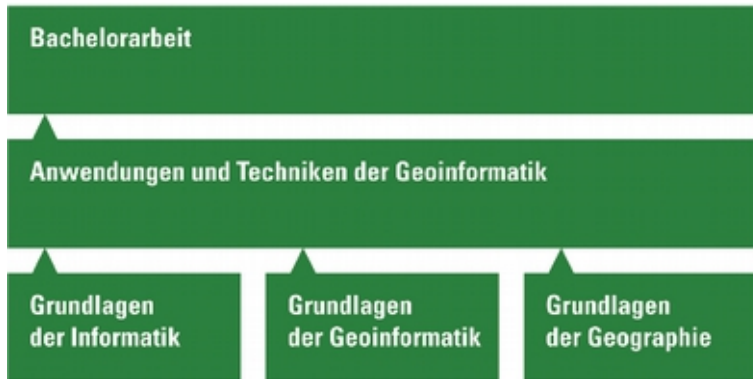 Bachelorarbeit
Anwendungen und Techniken der Geoinformatik
Grundlagen
der Informatik
Grundlagen
der Geoinformatik
Grundlagen
der Geographie